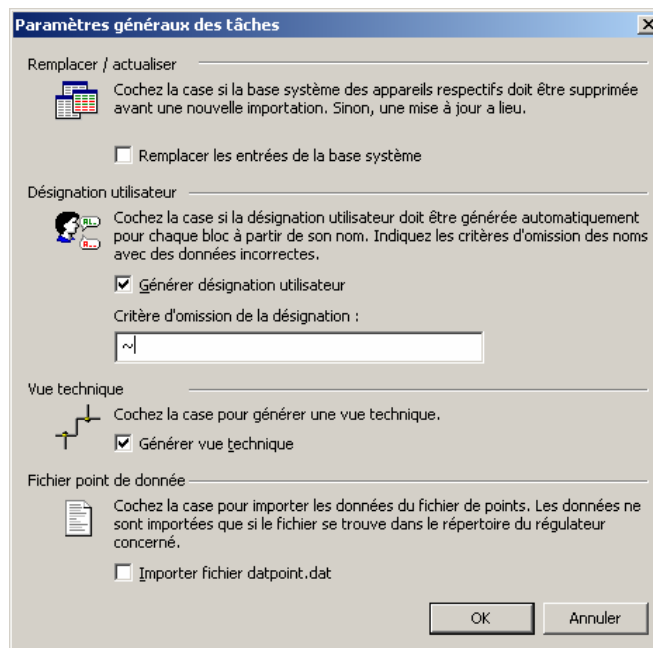 Paramètres généraux des tâches
Remplacer / actualiser
Cochez la case si la base système des appareils respectifs doit être supprimée
avant une nouvelle importation. Sinon, une mise à jour a lieu.
Remplacer les entrées de la base système
Désignation utilisateur
Cochez la case si la désignation utilisateur doit être générée automatiquement
pour chaque bloc à partir de son nom. Indiquez les critères d'omission des noms
avec des données incorrectes.
Générer désignation utilisateur
Critère d'omission de la désignation :
~
Vue technique
Cochez la case pour générer une vue technique.
Générer vue technique
Fichier point de donnée
Cochez la case pour importer les données du fichier de points. Les données ne
sont importées que si le fichier se trouve dans le répertoire du régulateur
concerné.
Importer fichier datpoint.dat
OK Annuler